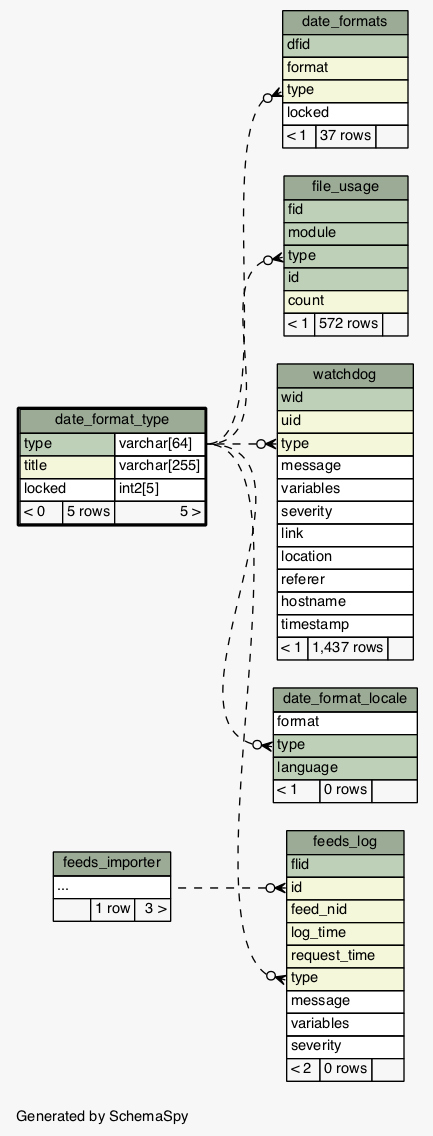 date_formats
dfid
format
type
locked
< 1 37 rows
file_usage
fid
module
type
id
count
< 1 572 rows
watchdog
wid
uid
type
message
variables
severity
link
location
referer
hostname
timestamp
< 1 1,437 rows
date_format_type
type varchar[64]
title varchar[255]
locked int2[5]
< 0 5 rows 5 >
date_format_locale
format
type
language
< 1 0 rows
feeds_importer
...
1 row 3 >
feeds_log
flid
id
feed_nid
log_time
request_time
type
message
variables
severity
< 2 0 rows
Generated by SchemaSpy